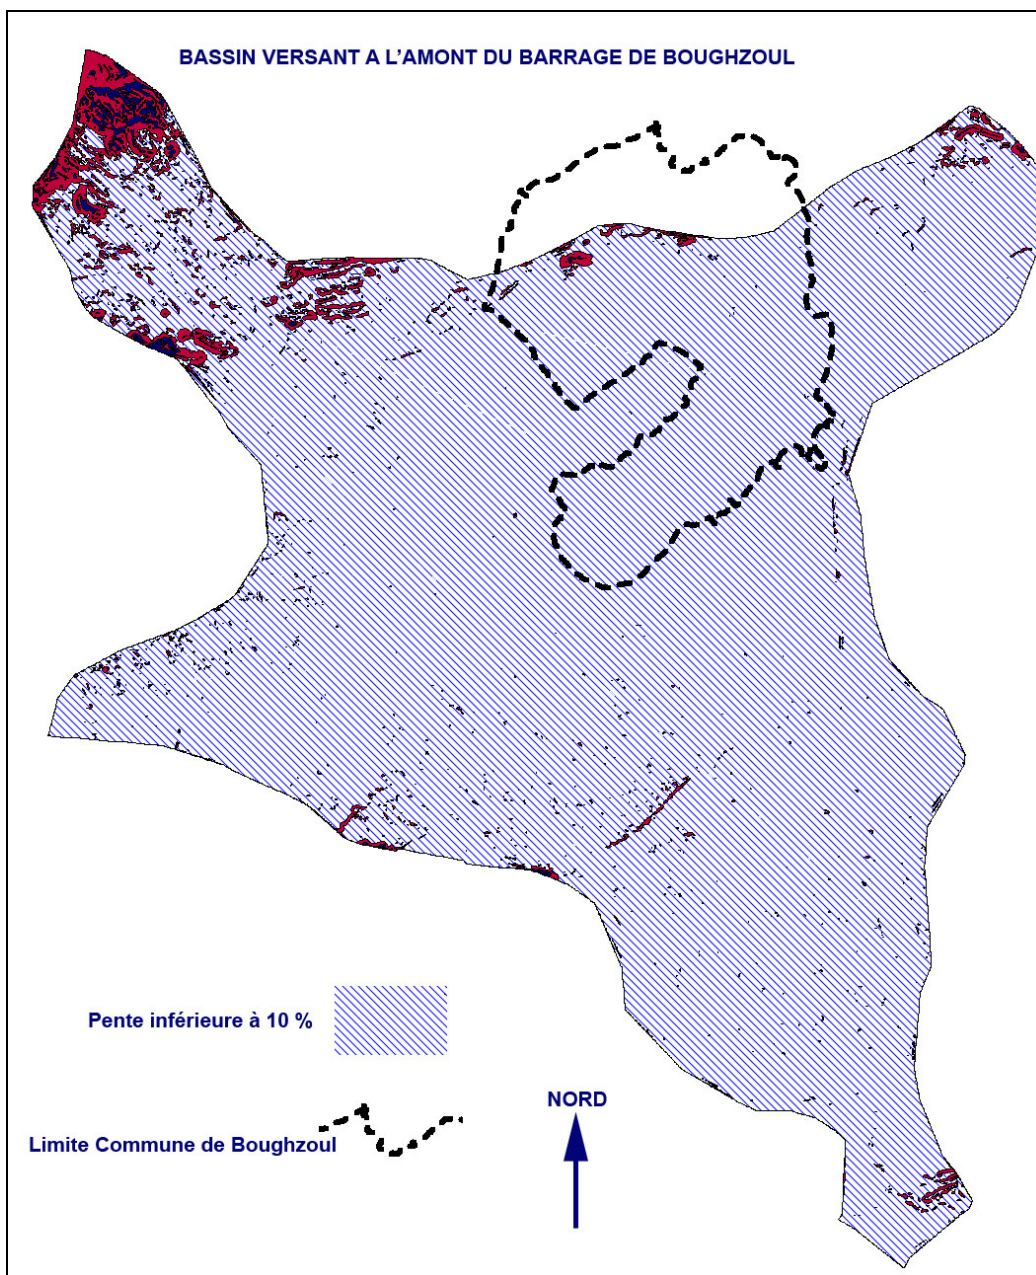 BASSIN VERSANT A L'AMONT DU BARRAGE DE BOUGHZOUL
Pente inférieure à 10 %
NORD
Limite Commune de Boughzoul